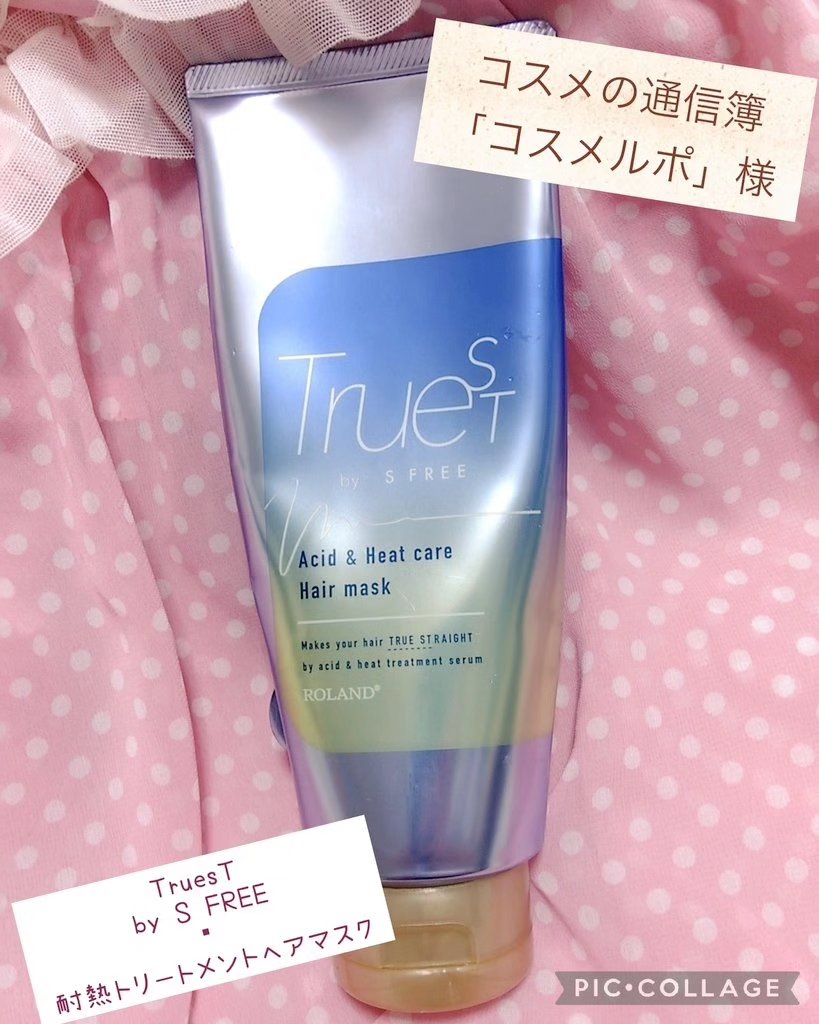 コスメの通信簿
「コスメルポ」様
TruesT
by S FREE
Acid & Heat care
Hair mask
Makes your hair TRUE STRAIGHT
by acid & heat treatment serum
ROLAND®
TruesT
by S FREE
▪
耐熱トリートメントヘアマスク
PIC•COLLAGE